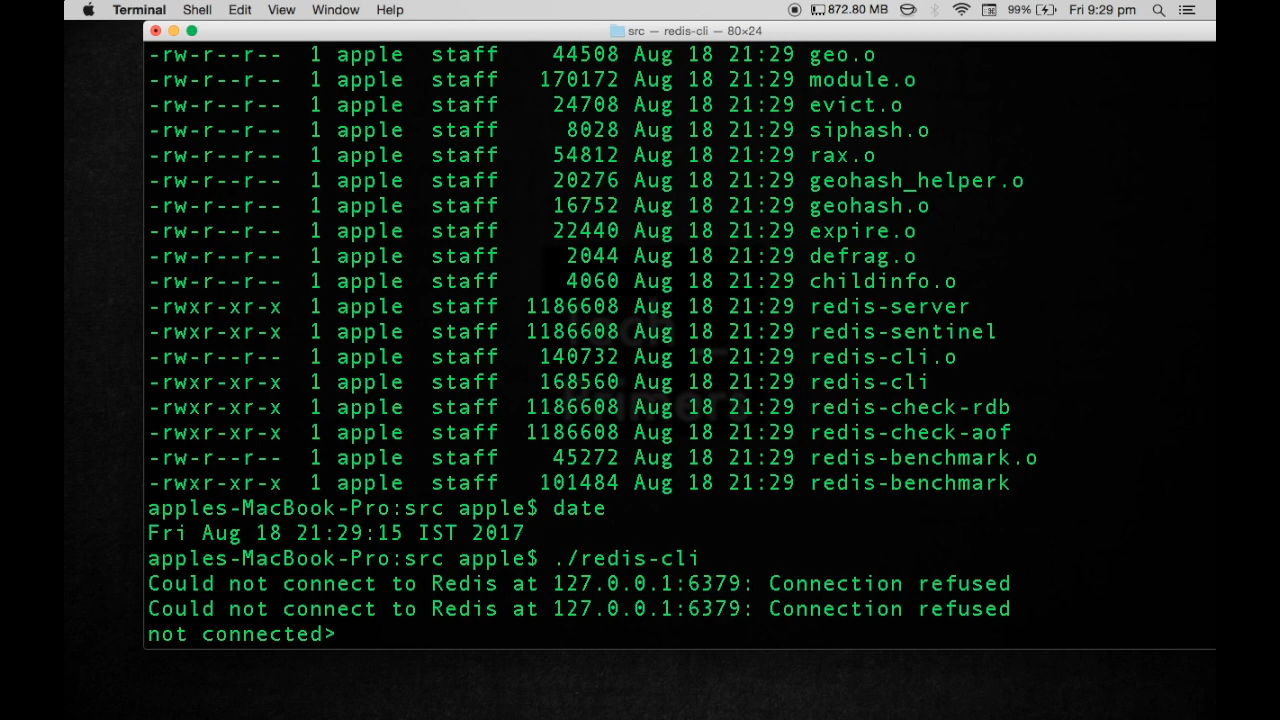 Terminal Shell Edit View Window Help 872.80 MB 99% Fri 9:29 pm
src — redis-cli — 80×24
-rw-r--r-- 1 apple staff 44508 Aug 18 21:29 geo.o
-rw-r--r-- 1 apple staff 170172 Aug 18 21:29 module.o
-rw-r--r-- 1 apple staff 24708 Aug 18 21:29 evict.o
-rw-r--r-- 1 apple staff 8028 Aug 18 21:29 siphash.o
-rw-r--r-- 1 apple staff 54812 Aug 18 21:29 rax.o
-rw-r--r-- 1 apple staff 20276 Aug 18 21:29 geohash_helper.o
-rw-r--r-- 1 apple staff 16752 Aug 18 21:29 geohash.o
-rw-r--r-- 1 apple staff 22440 Aug 18 21:29 expire.o
-rw-r--r-- 1 apple staff 2044 Aug 18 21:29 defrag.o
-rw-r--r-- 1 apple staff 4060 Aug 18 21:29 childinfo.o
-rwxr-xr-x 1 apple staff 1186608 Aug 18 21:29 redis-server
-rwxr-xr-x 1 apple staff 1186608 Aug 18 21:29 redis-sentinel
-rw-r--r-- 1 apple staff 140732 Aug 18 21:29 redis-cli.o
-rwxr-xr-x 1 apple staff 168560 Aug 18 21:29 redis-cli
-rwxr-xr-x 1 apple staff 1186608 Aug 18 21:29 redis-check-rdb
-rwxr-xr-x 1 apple staff 1186608 Aug 18 21:29 redis-check-aof
-rw-r--r-- 1 apple staff 45272 Aug 18 21:29 redis-benchmark.o
-rwxr-xr-x 1 apple staff 101484 Aug 18 21:29 redis-benchmark
apples-MacBook-Pro:src apple$ date
Fri Aug 18 21:29:15 IST 2017
apples-MacBook-Pro:src apple$ ./redis-cli
Could not connect to Redis at 127.0.0.1:6379: Connection refused
Could not connect to Redis at 127.0.0.1:6379: Connection refused
not connected>